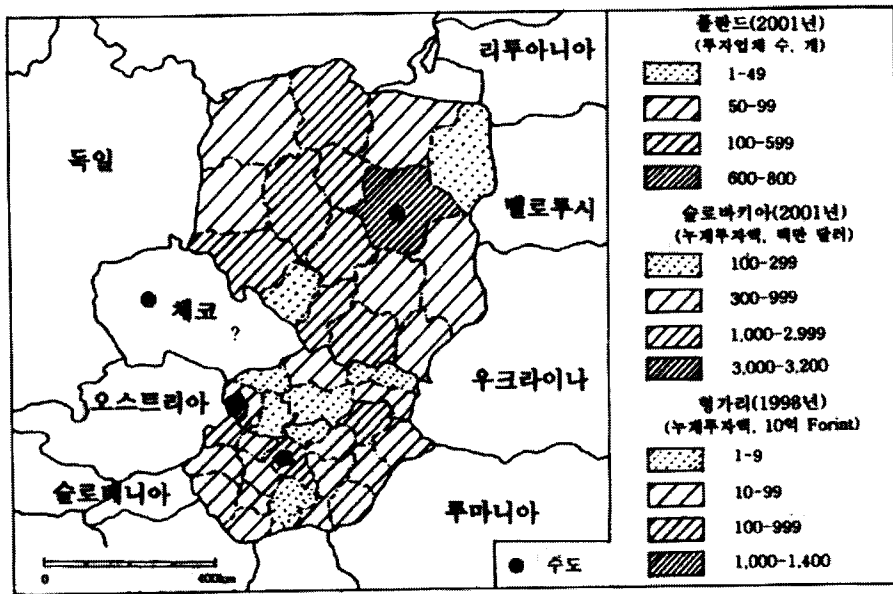 리투아니아
독일
벨로루시
체코
?
우크라이나
오스트리아
슬로베니아
루마니아
0 400km
● 수도
폴란드(2001년)
(투자업체 수, 개)
1-49
50-99
100-599
600-800
슬로바키아(2001년)
(누계투자액, 백만 달러)
100-299
300-999
1,000-2.999
3,000-3,200
헝가리(1998년)
(누계투자액, 10억 Forint)
1-9
10-99
100-999
1,000-1,400